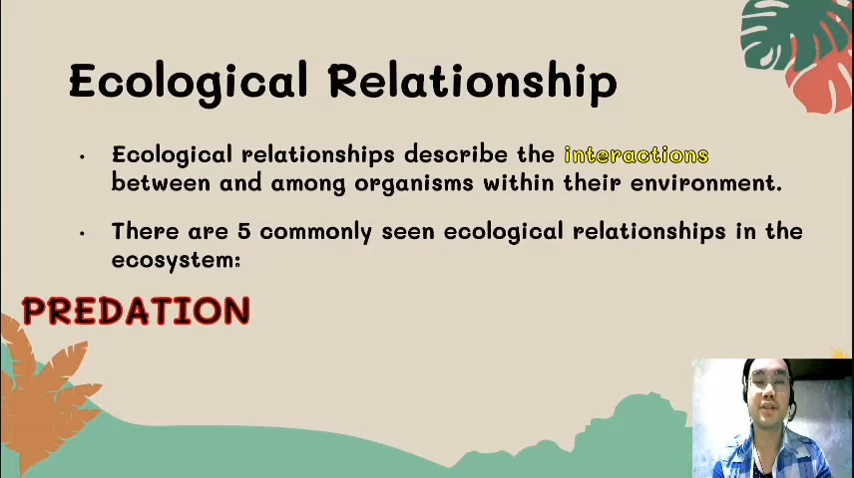 Ecological Relationship
• Ecological relationships describe the interactions
between and among organisms within their environment.
• There are 5 commonly seen ecological relationships in the
ecosystem:
PREDATION